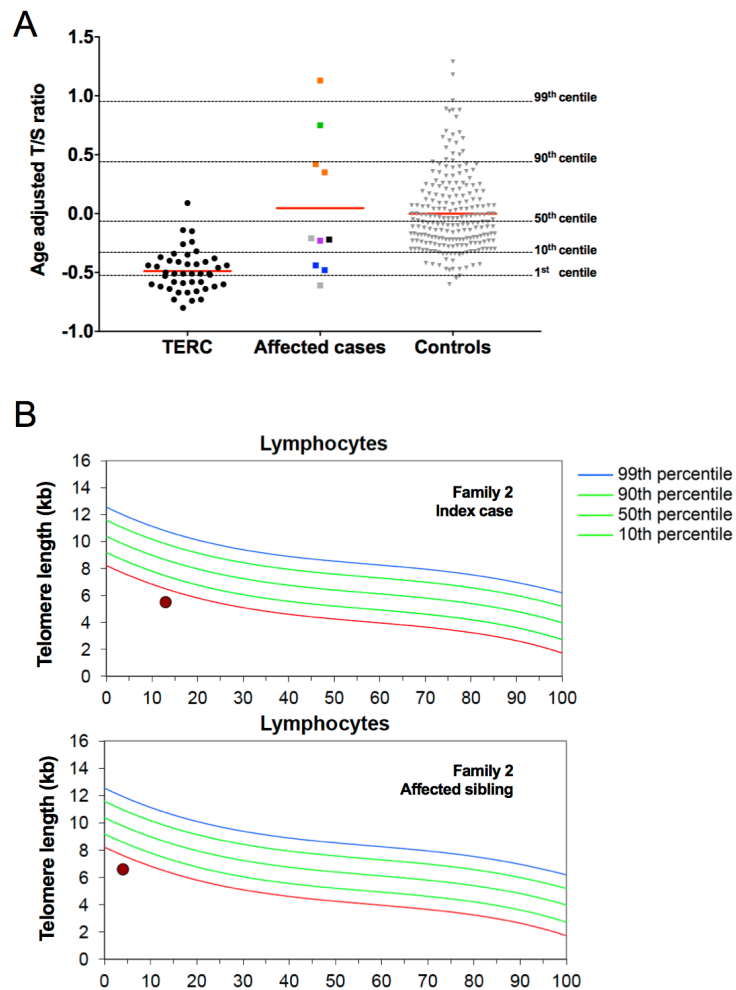 A
Age adjusted T/S ratio
1.5
1.0
0.5
0.0
-0.5
-1.0
99th centile
90th centile
50th centile
10th centile
1st centile
TERC
Affected cases
Controls
B
Lymphocytes
Telomere length (kb)
16
14
12
10
8
6
4
2
0
Family 2
Index case
99th percentile
90th percentile
50th percentile
10th percentile
0 10 20 30 40 50 60 70 80 90 100
Lymphocytes
Telomere length (kb)
16
14
12
10
8
6
4
2
0
Family 2
Affected sibling
0 10 20 30 40 50 60 70 80 90 100